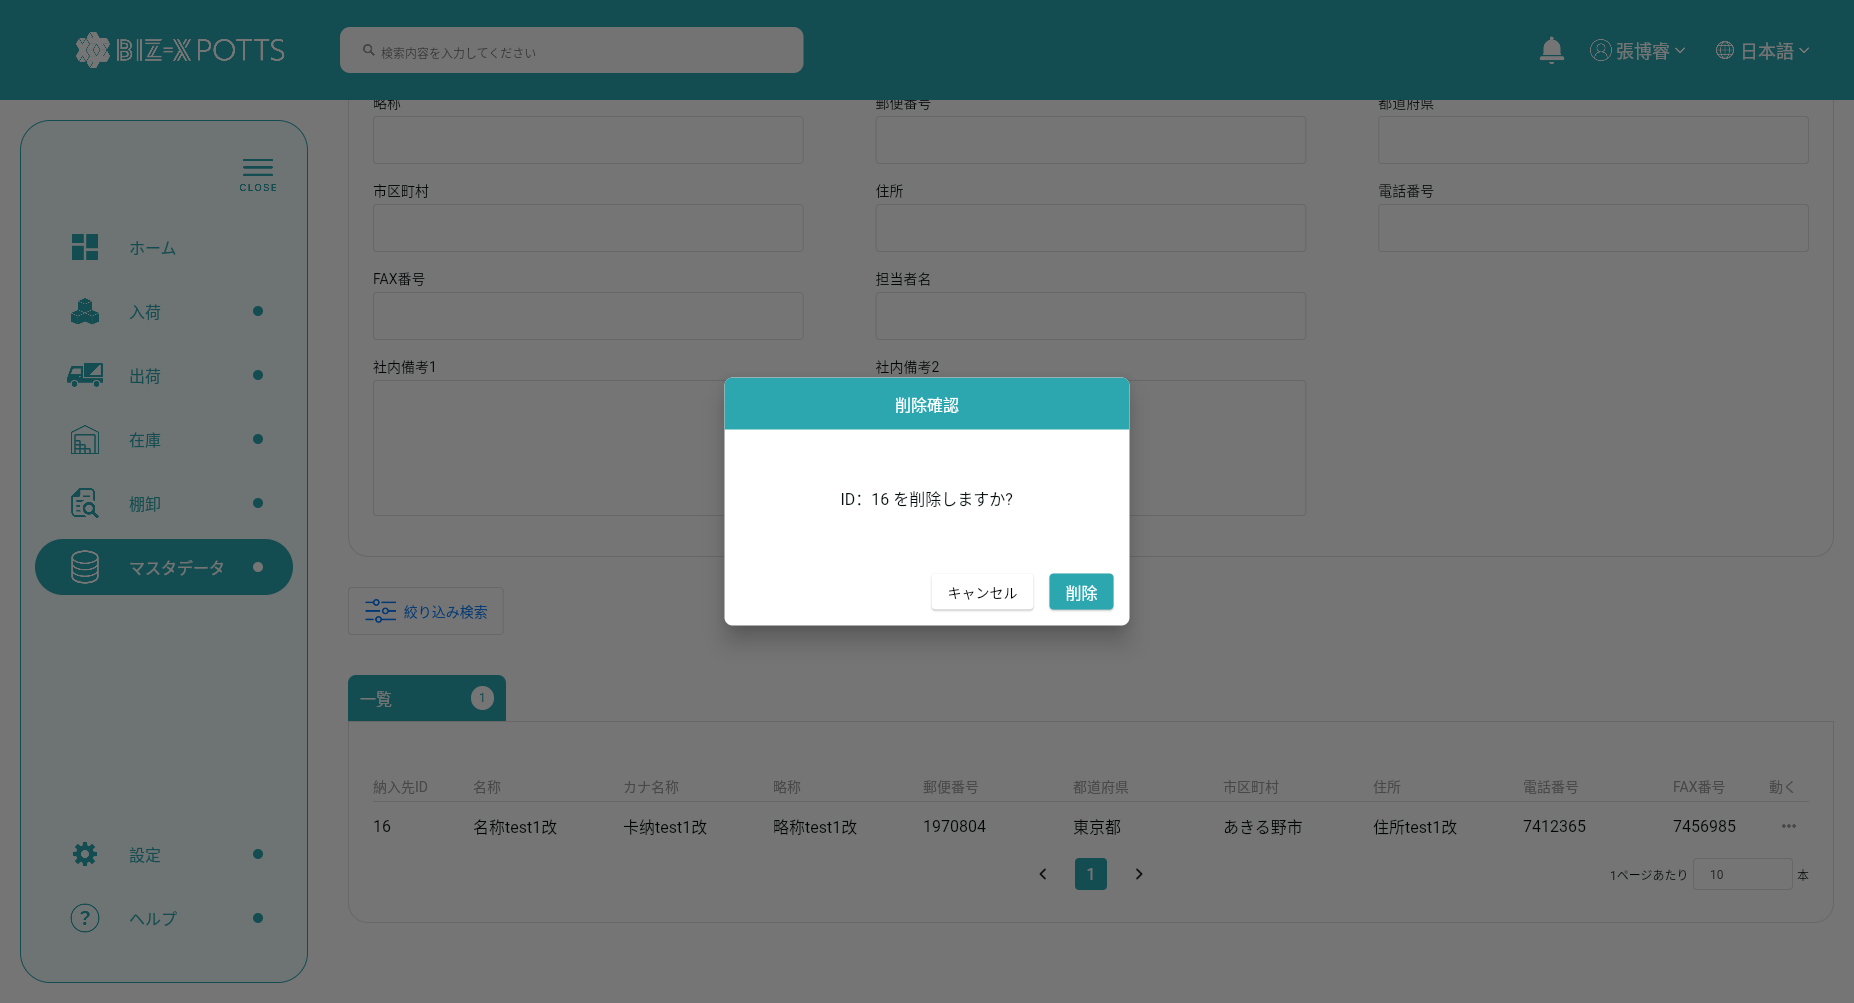 BIZ=X POTTS
検索内容を入力してください
張博睿
日本語
CLOSE
ホーム
入荷
出荷
在庫
棚卸
マスタデータ
設定
ヘルプ
略称
郵便番号
都道府県
市区町村
住所
電話番号
FAX番号
担当者名
社内備考1
社内備考2
削除確認
ID：16 を削除しますか?
キャンセル
削除
絞り込み検索
一覧
1
納入先ID 名称 カナ名称 略称 郵便番号 都道府県 市区町村 住所 電話番号 FAX番号 動く
16 名称test1改 卡纳test1改 略称test1改 1970804 東京都 あきる野市 住所test1改 7412365 7456985 ···
1
1ページあたり 10 本